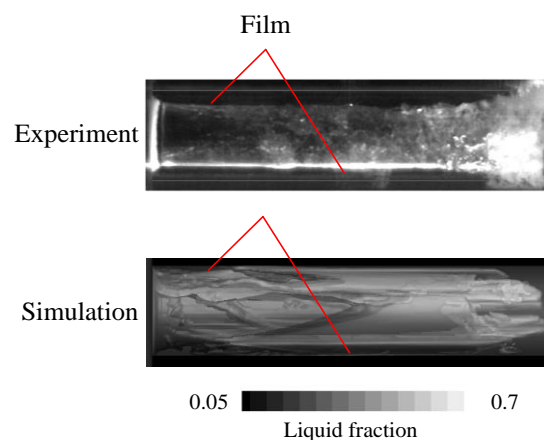 Film
Experiment
Simulation
0.05 0.7
Liquid fraction